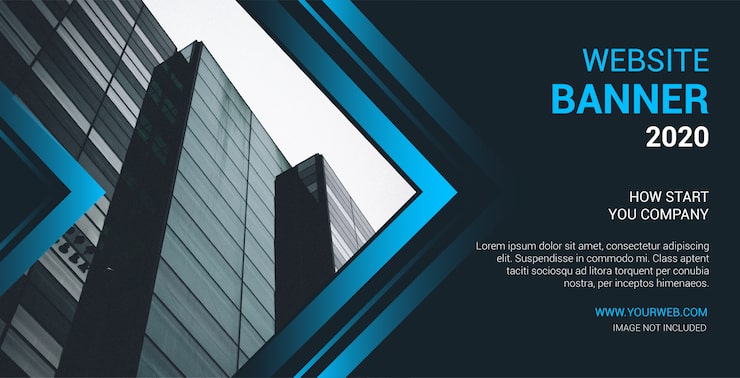 WEBSITE
BANNER
2020
HOW START
YOU COMPANY
Lorem ipsum dolor sit amet, consectetur adipiscing
elit. Suspendisse in commodo mi. Class aptent
taciti sociosqu ad litora torquent per conubia
nostra, per inceptos himenaeos.
WWW.YOURWEB.COM
IMAGE NOT INCLUDED